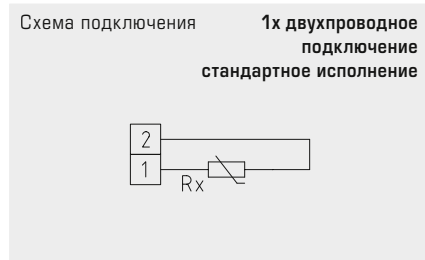 Схема подключения
1x двухпроводное
подключение
стандартное исполнение
2
1
Rx